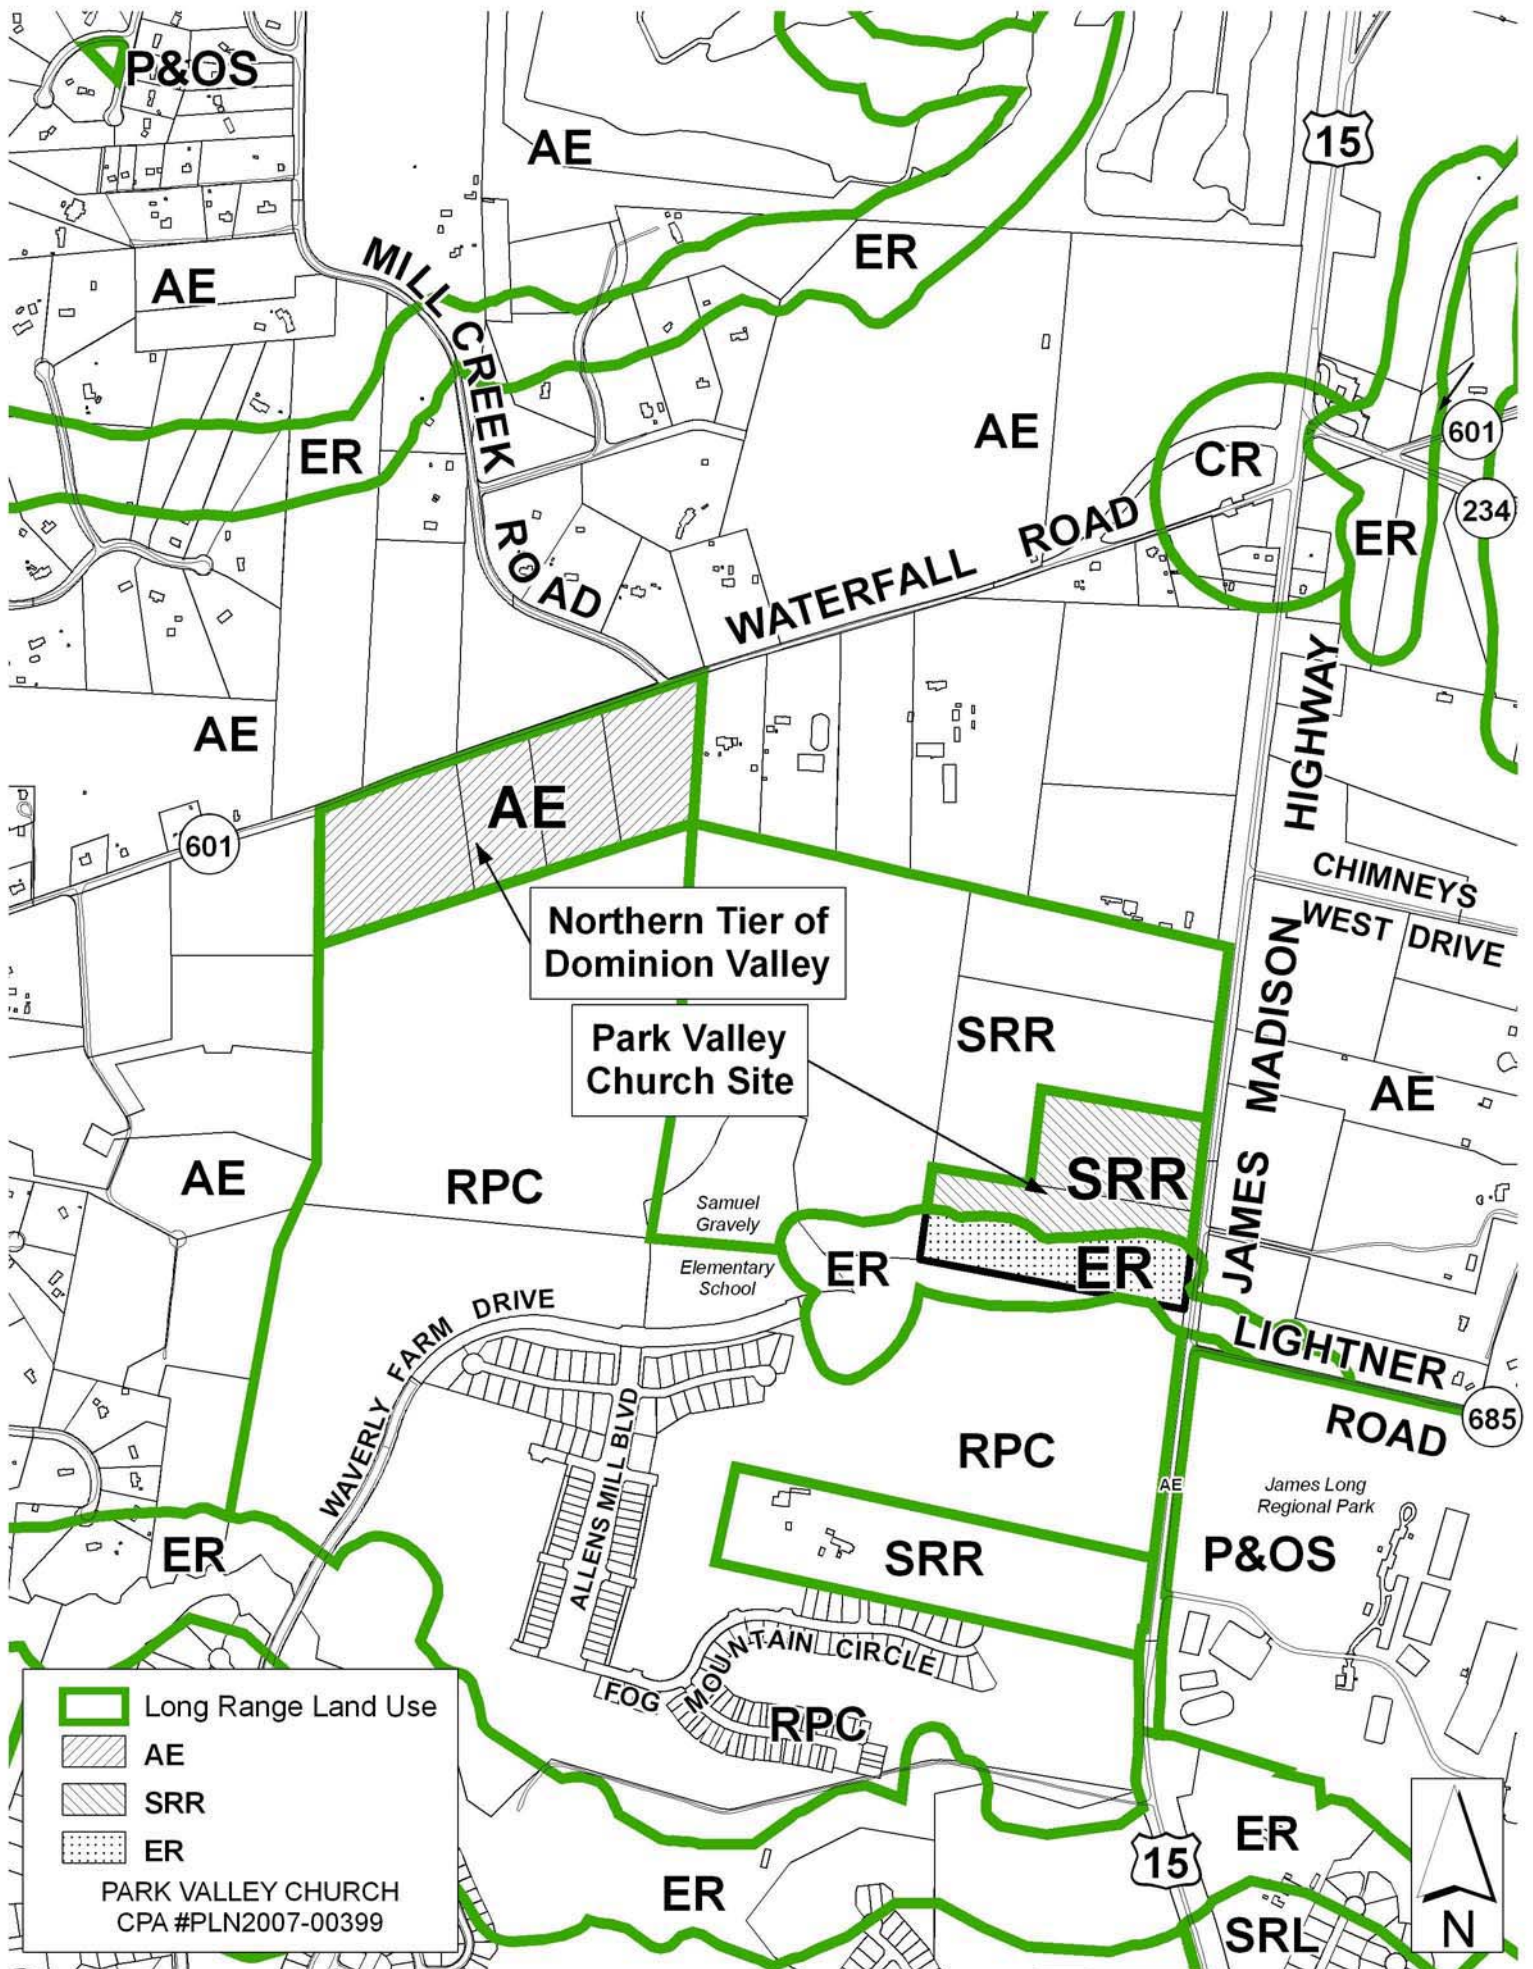 P&OS
AE
15
ER
AE
MILL CREEK ROAD
AE
CR
601
ER
234
ER
WATERFALL ROAD
AE
AE
601
HIGHWAY
CHIMNEYS
WEST DRIVE
Northern Tier of
Dominion Valley
Park Valley
Church Site
SRR
JAMES MADISON
AE
AE
RPC
Samuel
Gravely
Elementary
School
SRR
ER
ER
LIGHTNER
ROAD
685
WAVERLY FARM DRIVE
ALLENS MILL BLVD
RPC
AE
James Long
Regional Park
P&OS
ER
SRR
FOG MOUNTAIN CIRCLE
RPC
Long Range Land Use
AE
SRR
ER
PARK VALLEY CHURCH
CPA #PLN2007-00399
ER
15
ER
SRL
N